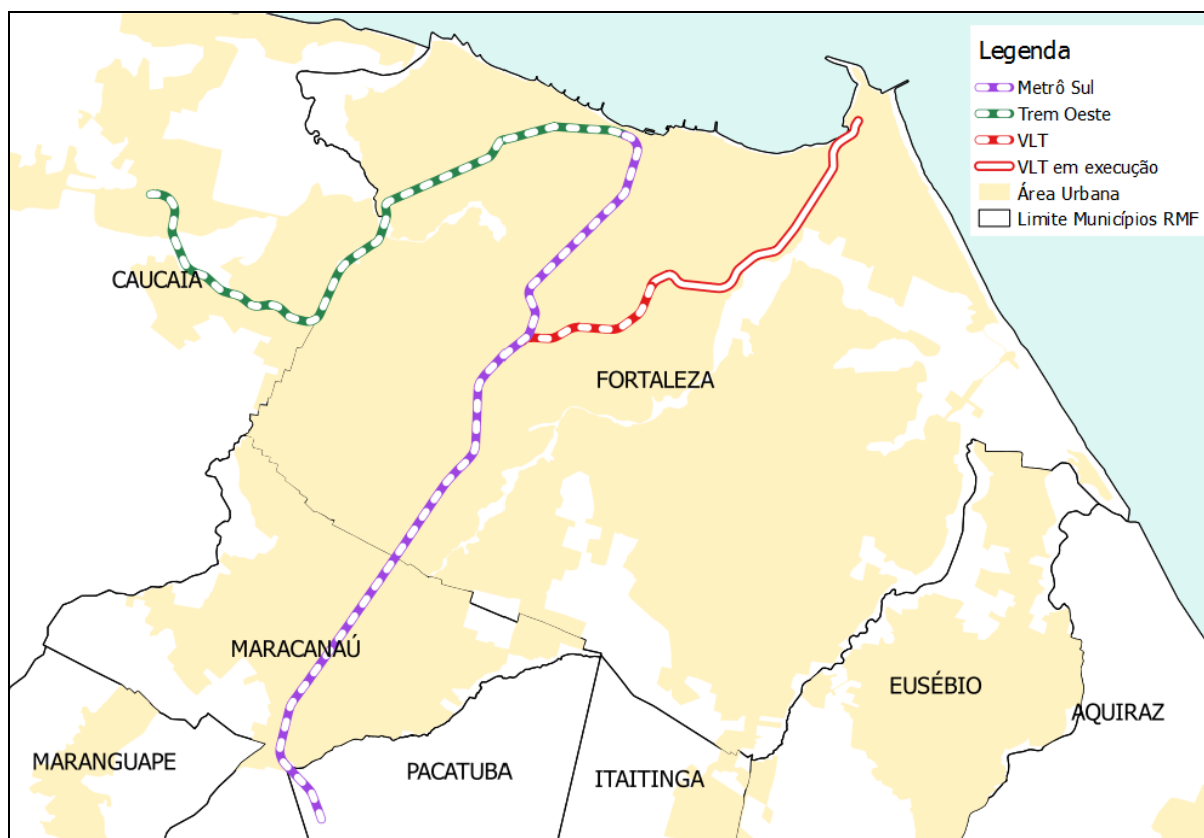 Legenda
Metrô Sul
Trem Oeste
VLT
VLT em execução
Área Urbana
Limite Municípios RMF
CAUCAIA
FORTALEZA
MARACANAÚ
EUSÉBIO
AQUIRAZ
MARANGUAPE
PACATUBA
ITAITINGA